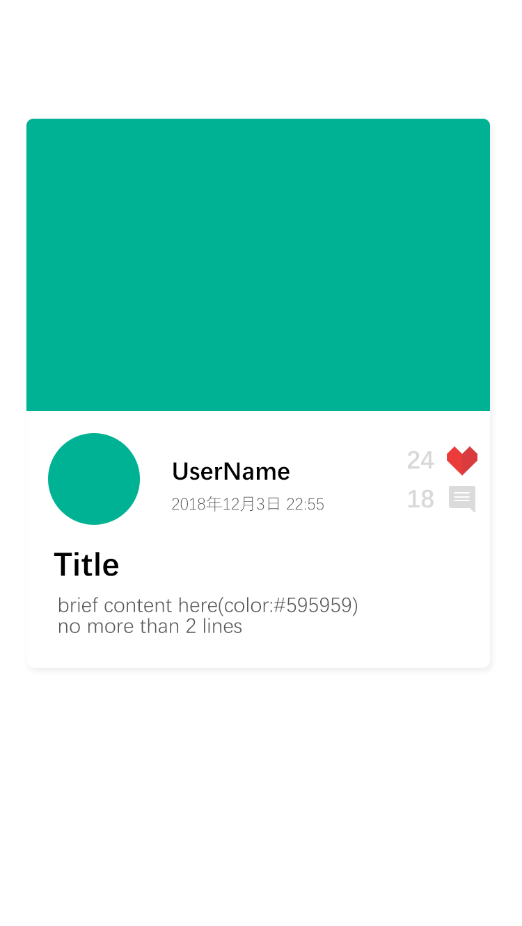 24
UserName
18
2018年12月3日 22:55
Title
brief content here(color:#595959)
no more than 2 lines